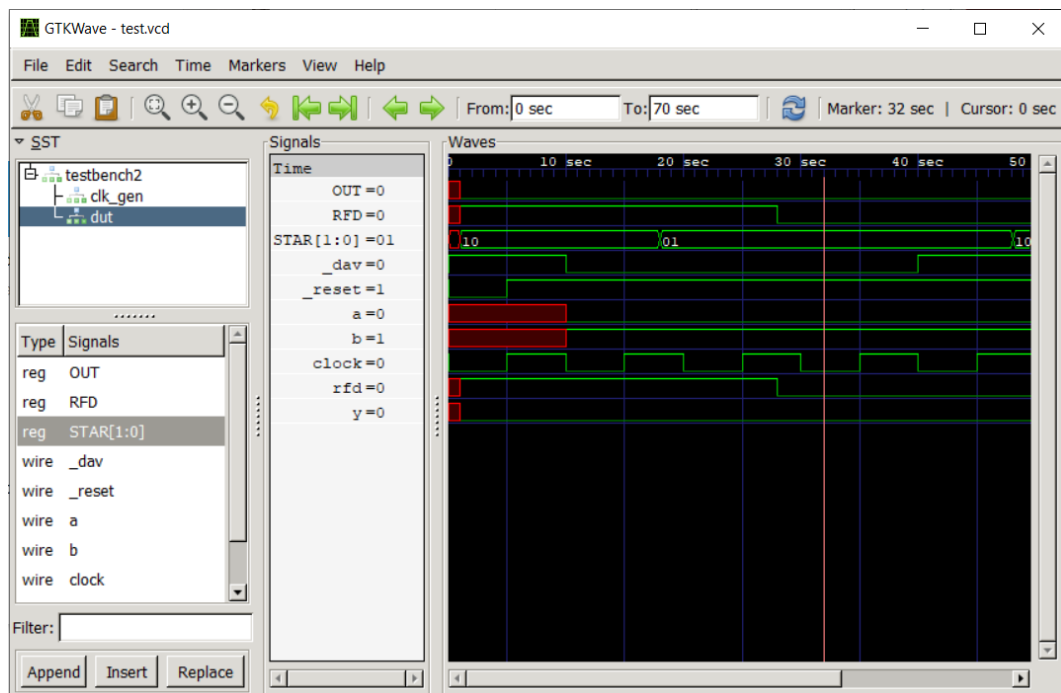 GTKWave - test.vcd
File Edit Search Time Markers View Help
From: 0 sec To: 70 sec Marker: 32 sec | Cursor: 0 sec
SST
testbench2
clk_gen
dut
Type Signals
reg OUT
reg RFD
reg STAR[1:0]
wire _dav
wire _reset
wire a
wire b
wire clock
Filter:
Append Insert Replace
Signals
Time
OUT =0
RFD =0
STAR[1:0] =01
_dav =0
_reset =1
a =0
b =1
clock =0
rfd =0
y =0
Waves
0 10 sec 20 sec 30 sec 40 sec 50
10 01 10